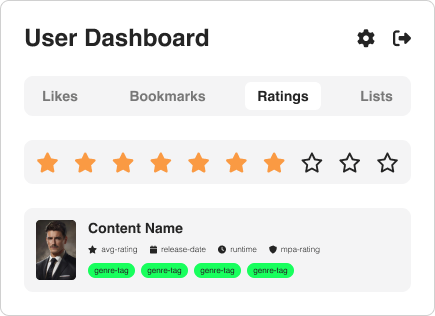 User Dashboard
Likes Bookmarks Ratings Lists
Content Name
avg-rating release-date runtime mpa-rating
genre-tag genre-tag genre-tag genre-tag